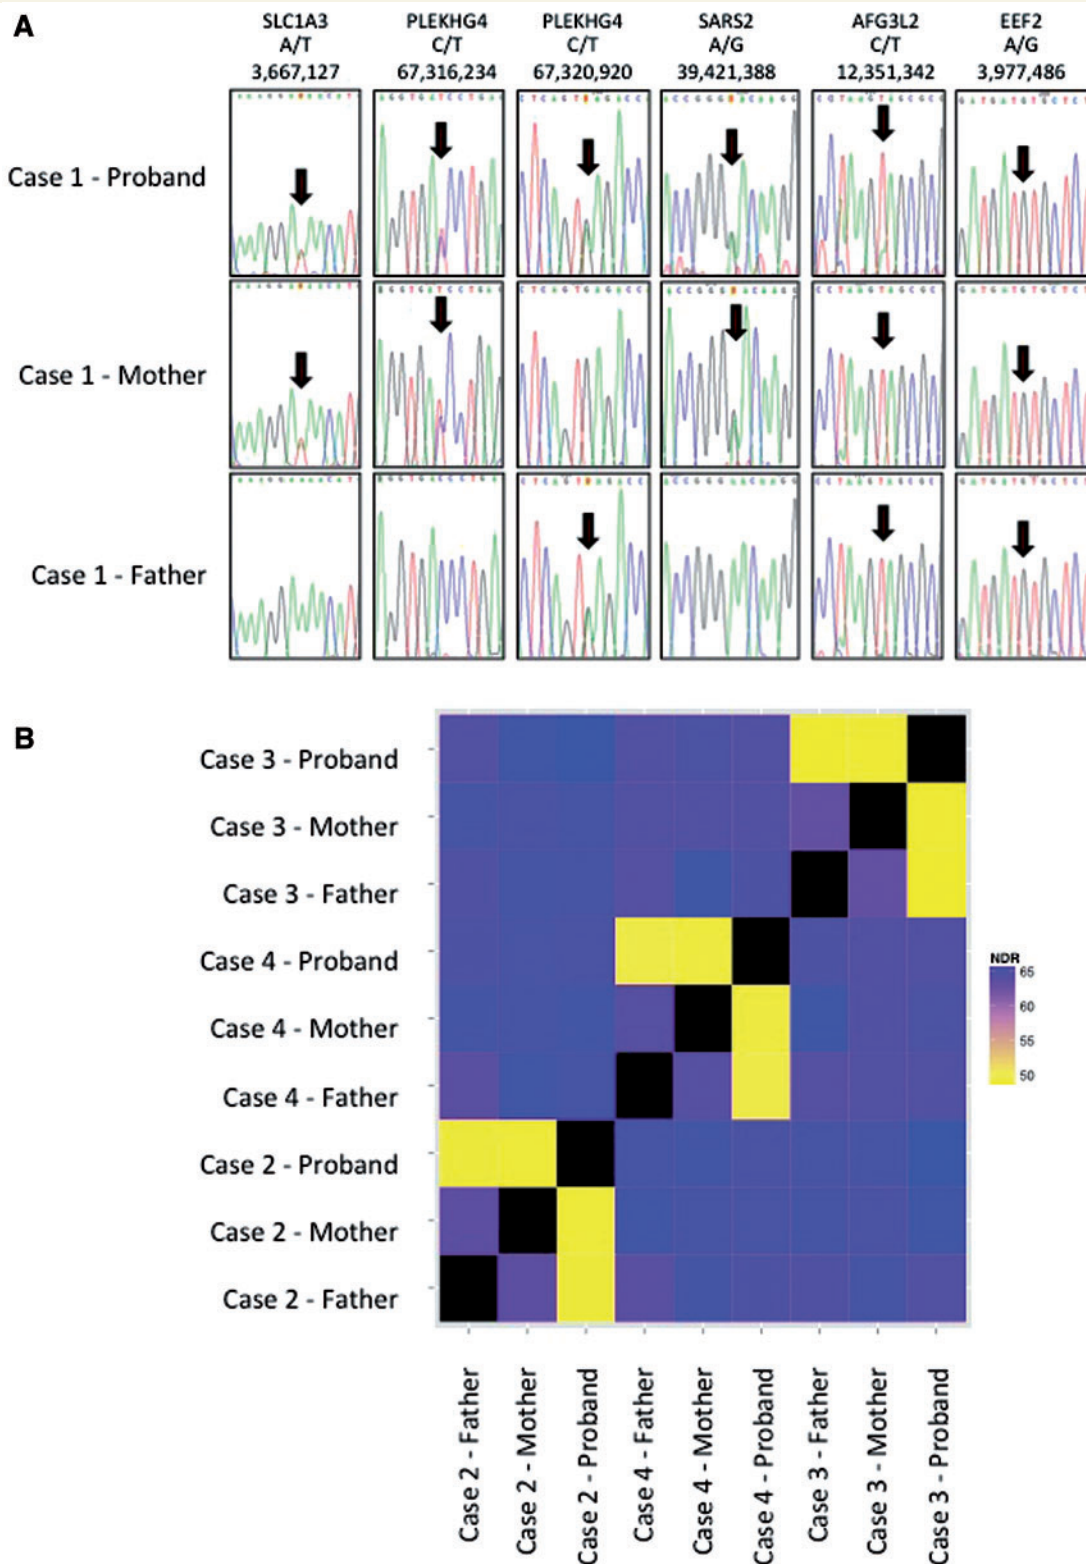 A
SLC1A3 PLEKHG4 PLEKHG4 SARS2 AFG3L2 EEF2
A/T C/T C/T A/G C/T A/G
3,667,127 67,316,234 67,320,920 39,421,388 12,351,342 3,977,486
Case 1 - Proband
Case 1 - Mother
Case 1 - Father
B
Case 3 - Proband
Case 3 - Mother
Case 3 - Father
Case 4 - Proband
Case 4 - Mother
Case 4 - Father
Case 2 - Proband
Case 2 - Mother
Case 2 - Father
NDR
65
60
55
50
Case 2 - Father
Case 2 - Mother
Case 2 - Proband
Case 4 - Father
Case 4 - Mother
Case 4 - Proband
Case 3 - Father
Case 3 - Mother
Case 3 - Proband